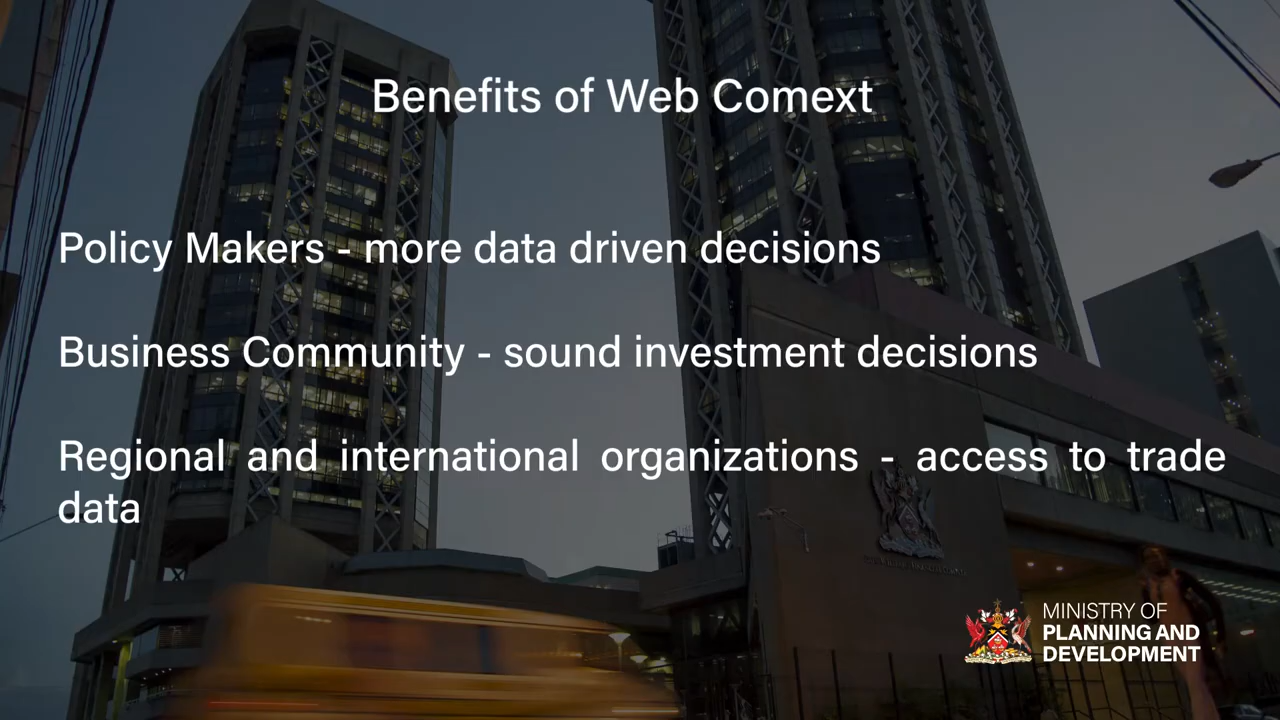 Benefits of Web Comext
Policy Makers - more data driven decisions
Business Community - sound investment decisions
Regional and international organizations - access to trade
data
MINISTRY OF
PLANNING AND
DEVELOPMENT